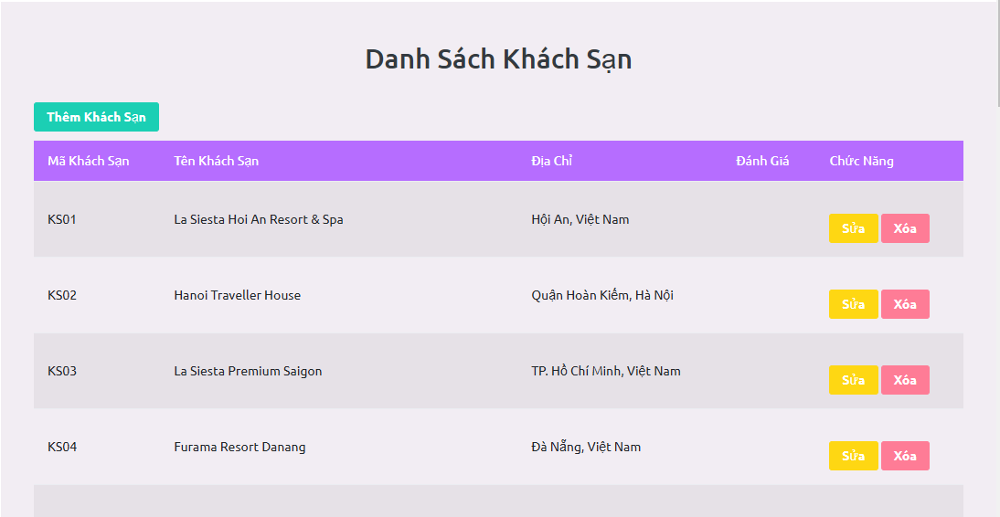 Danh Sách Khách Sạn
Thêm Khách Sạn
Mã Khách Sạn Tên Khách Sạn Địa Chỉ Đánh Giá Chức Năng
KS01 La Siesta Hoi An Resort & Spa Hội An, Việt Nam Sửa Xóa
KS02 Hanoi Traveller House Quận Hoàn Kiếm, Hà Nội Sửa Xóa
KS03 La Siesta Premium Saigon TP. Hồ Chí Minh, Việt Nam Sửa Xóa
KS04 Furama Resort Danang Đà Nẵng, Việt Nam Sửa Xóa